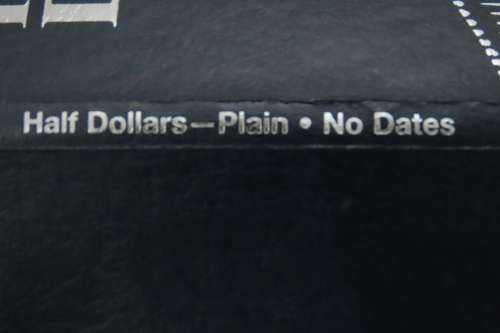 Half Dollars—Plain • No Dates